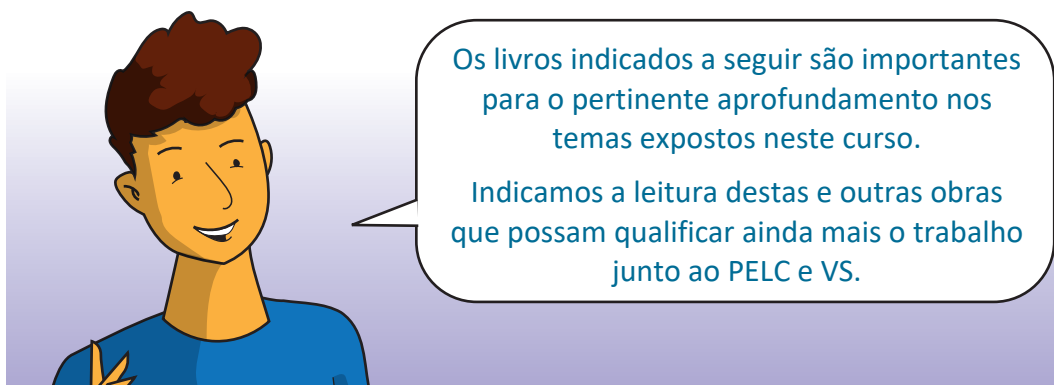 Os livros indicados a seguir são importantes
para o pertinente aprofundamento nos
temas expostos neste curso.
Indicamos a leitura destas e outras obras
que possam qualificar ainda mais o trabalho
junto ao PELC e VS.